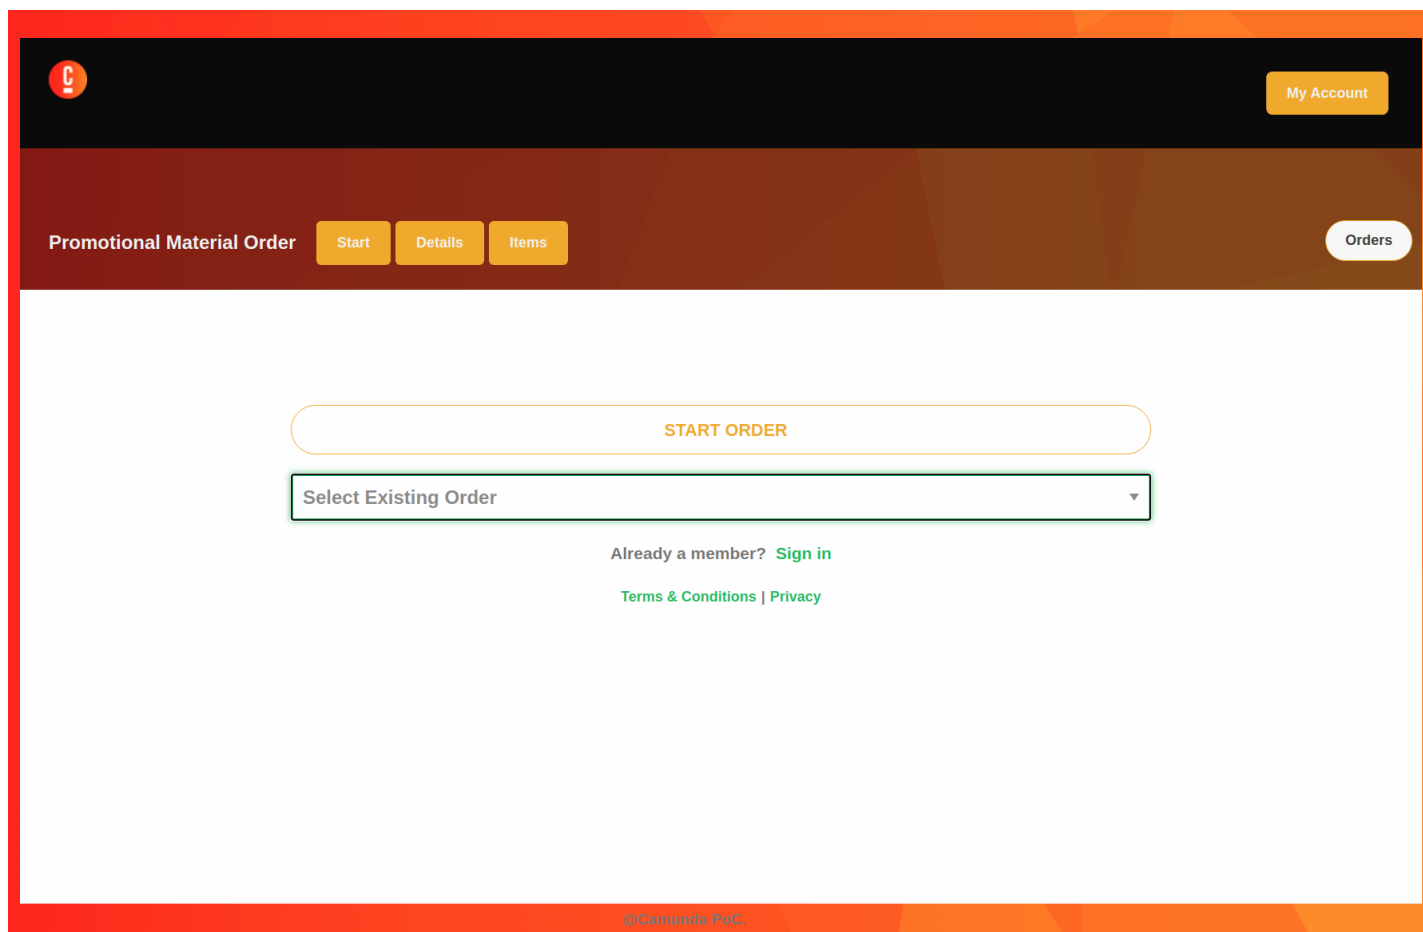 C
My Account
Promotional Material Order Start Details Items Orders
START ORDER
Select Existing Order
Already a member? Sign in
Terms & Conditions | Privacy
@Camunda PoC.